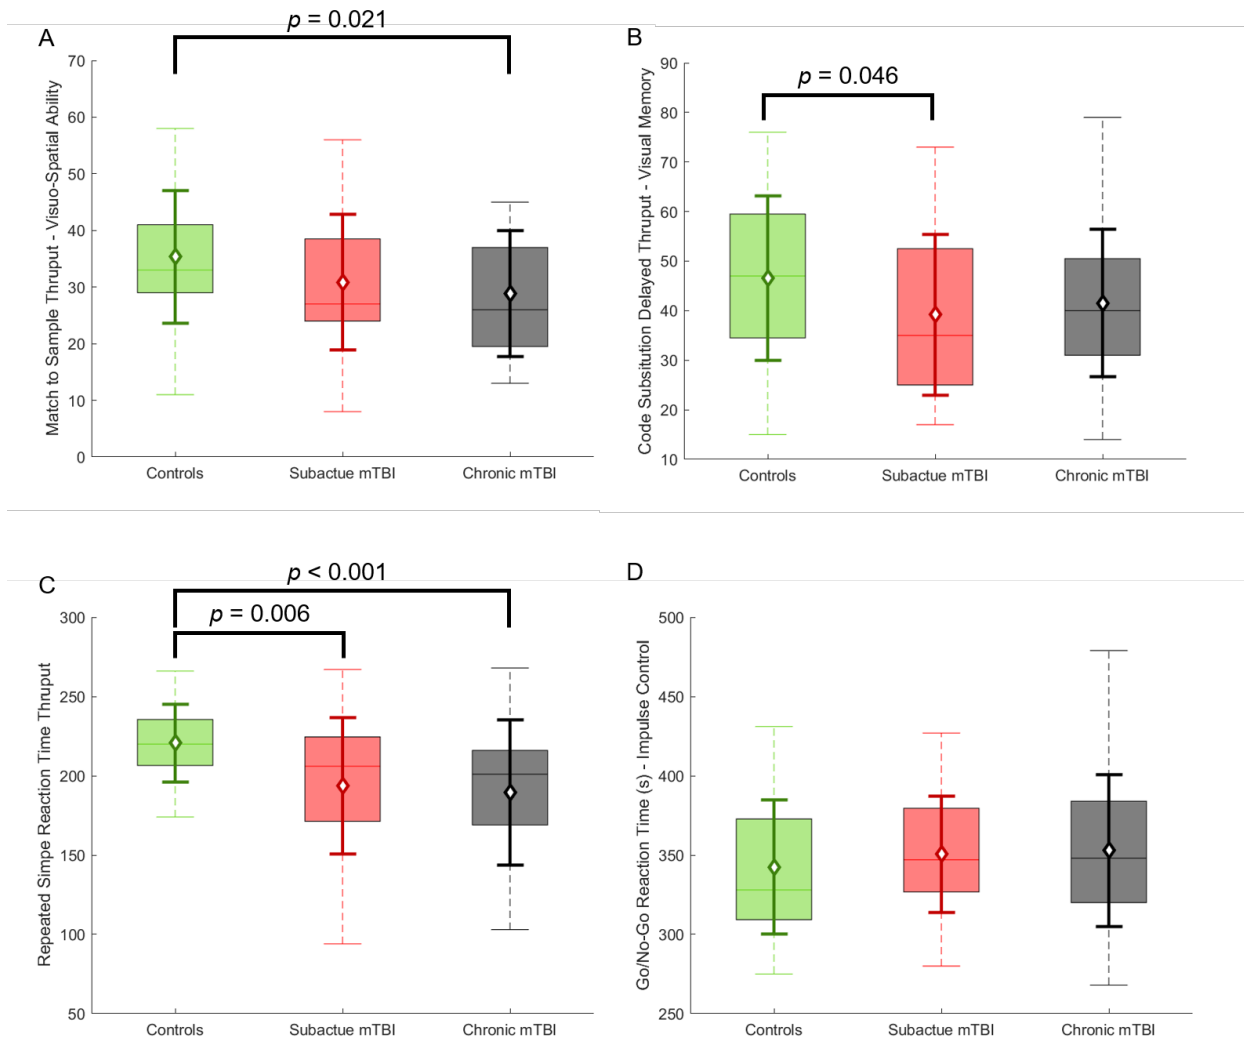 A
p = 0.021
Match to Sample Thruput - Visuo-Spatial Ability
70
60
50
40
30
20
10
0
Controls
Subactue mTBI
Chronic mTBI
B
p = 0.046
Code Subsitution Delayed Thruput - Visual Memory
90
80
70
60
50
40
30
20
10
Controls
Subactue mTBI
Chronic mTBI
C
p < 0.001
p = 0.006
Repeated Simpe Reaction Time Thruput
300
250
200
150
100
50
Controls
Subactue mTBI
Chronic mTBI
D
Go/No-Go Reaction Time (s) - Impulse Control
500
450
400
350
300
250
Controls
Subactue mTBI
Chronic mTBI